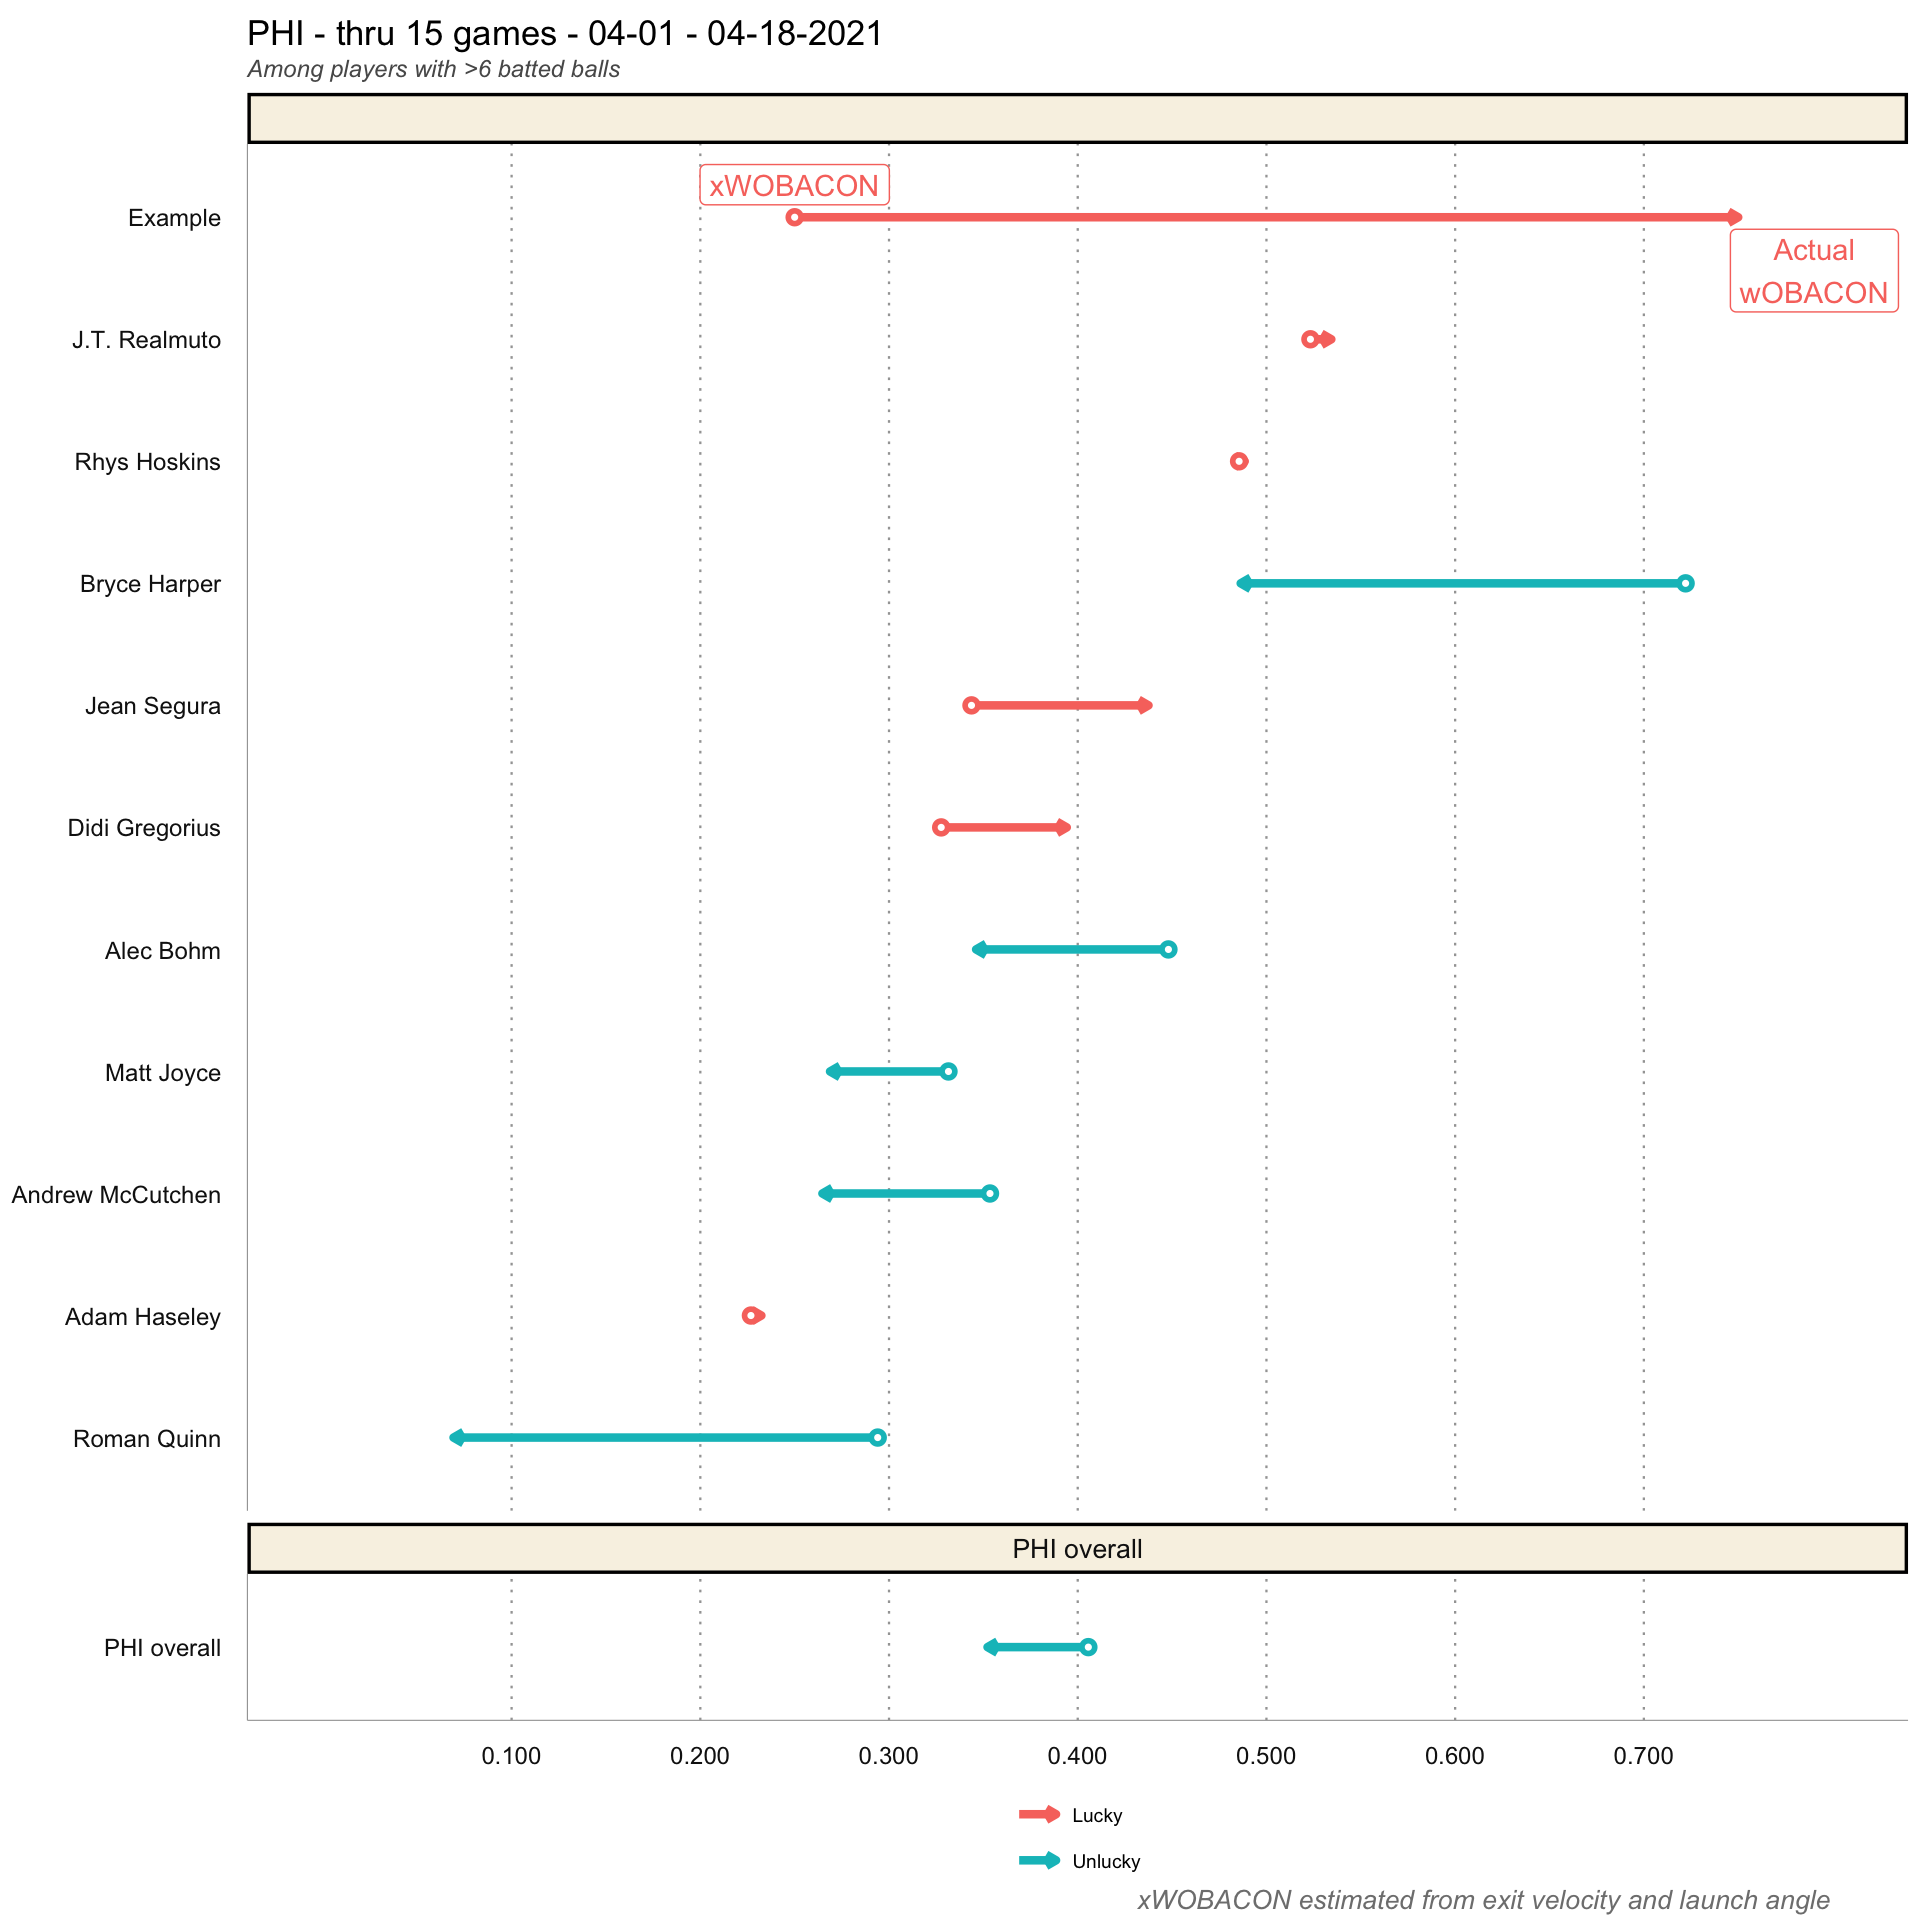 PHI - thru 15 games - 04-01 - 04-18-2021
Among players with >6 batted balls
xWOBACON
Example
Actual
wOBACON
J.T. Realmuto
Rhys Hoskins
Bryce Harper
Jean Segura
Didi Gregorius
Alec Bohm
Matt Joyce
Andrew McCutchen
Adam Haseley
Roman Quinn
PHI overall
PHI overall
0.100 0.200 0.300 0.400 0.500 0.600 0.700
Lucky
Unlucky
xWOBACON estimated from exit velocity and launch angle